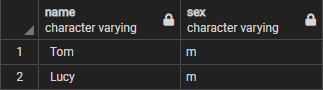 name sex
character varying character varying
1 Tom m
2 Lucy m